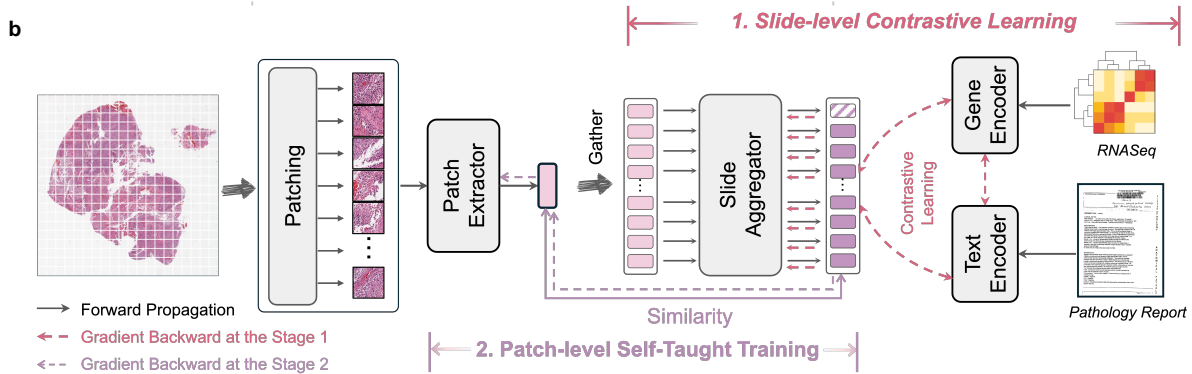 b
1. Slide-level Contrastive Learning
Patching
Patch
Extractor
Gather
Slide
Aggregator
Contrastive
Learning
Gene
Encoder
RNASeq
Text
Encoder
Pathology Report
Similarity
2. Patch-level Self-Taught Training
Forward Propagation
Gradient Backward at the Stage 1
Gradient Backward at the Stage 2